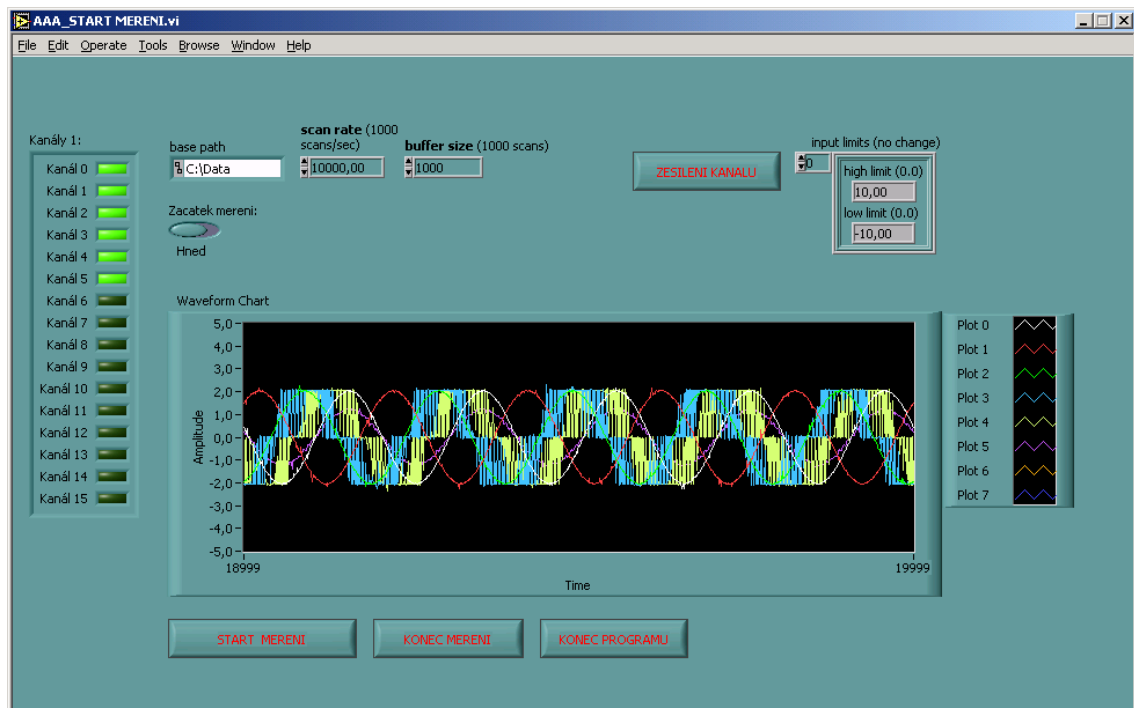 AAA_START MERENI.vi
File Edit Operate Tools Browse Window Help
Kanály 1:
Kanál 0
Kanál 1
Kanál 2
Kanál 3
Kanál 4
Kanál 5
Kanál 6
Kanál 7
Kanál 8
Kanál 9
Kanál 10
Kanál 11
Kanál 12
Kanál 13
Kanál 14
Kanál 15
base path
C:\Data
scan rate (1000
scans/sec)
10000,00
buffer size (1000 scans)
1000
Zacatek mereni:
Hned
ZESILENI KANALU
input limits (no change)
0
high limit (0.0)
10,00
low limit (0.0)
-10,00
Waveform Chart
5,0
4,0
3,0
2,0
1,0
0,0
-1,0
-2,0
-3,0
-4,0
-5,0
Amplitude
18999
19999
Time
Plot 0
Plot 1
Plot 2
Plot 3
Plot 4
Plot 5
Plot 6
Plot 7
START MERENI
KONEC MERENI
KONEC PROGRAMU